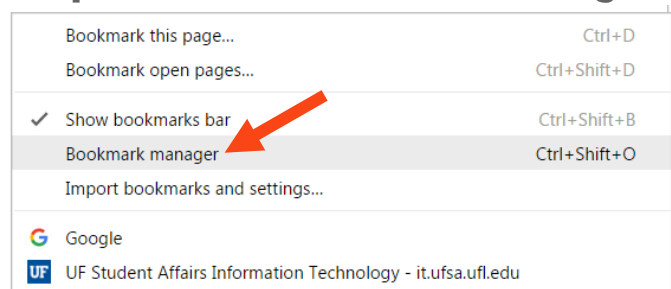 Bookmark this page... Ctrl+D
Bookmark open pages... Ctrl+Shift+D
Show bookmarks bar Ctrl+Shift+B
Bookmark manager Ctrl+Shift+O
Import bookmarks and settings...
Google
UF UF Student Affairs Information Technology - it.ufsa.ufl.edu